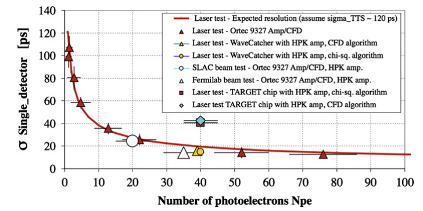 σ Single_detector [ps]
140
120
100
80
60
40
20
0
Laser test - Expected resolution (assume sigma_TTS ~ 120 ps)
Laser test - Ortec 9327 Amp/CFD
Laser test - WaveCatcher with HPK amp, CFD algorithm
Laser test - WaveCatcher with HPK amp, chi-sq. algorithm
SLAC beam test - Ortec 9327 Amp/CFD, HPK amp.
Fermilab beam test - Ortec 9327 Amp/CFD, HPK amp.
Laser test - TARGET chip with HPK amp, chi-sq. algorithm
Laser test TARGET chip with HPK amp, CFD algorithm
0 10 20 30 40 50 60 70 80 90 100
Number of photoelectrons Npe